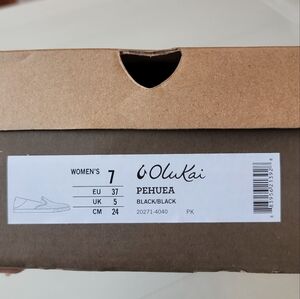 WOMEN'S 7
EU 37
UK 5
CM 24
OluKai
PEHUEA
BLACK/BLACK
20271-4040 PK